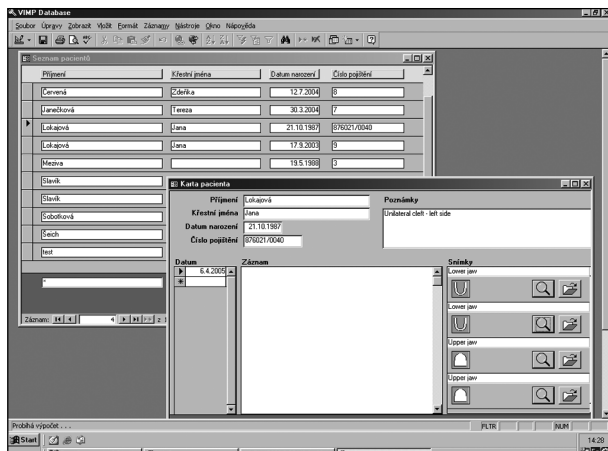 VIMP Database
Soubor Úpravy Zobrazit Vložit Formát Záznamy Nástroje Okno Nápověda
Seznam pacientů
Příjmení Křestní jména Datum narození Číslo pojištění
Červená Zdeňka 12.7.2004 8
Janečková Tereza 30.3.2004 7
Lokajová Jana 21.10.1987 876021/0040
Lokajová Jana 17.9.2003 9
Meziva 19.5.1988 3
Slavík
Slavík
Sobotková
Šeich
test
*
Záznam: 4 z
Karta pacienta
Příjmení Lokajová
Křestní jména Jana
Datum narození 21.10.1987
Číslo pojištění 876021/0040
Poznámky
Unilateral cleft - left side
Datum Záznam Snímky
6.4.2005
Lower jaw
Lower jaw
Upper jaw
Upper jaw
Probíhá výpočet . . . FLTR NUM
Start 14:28